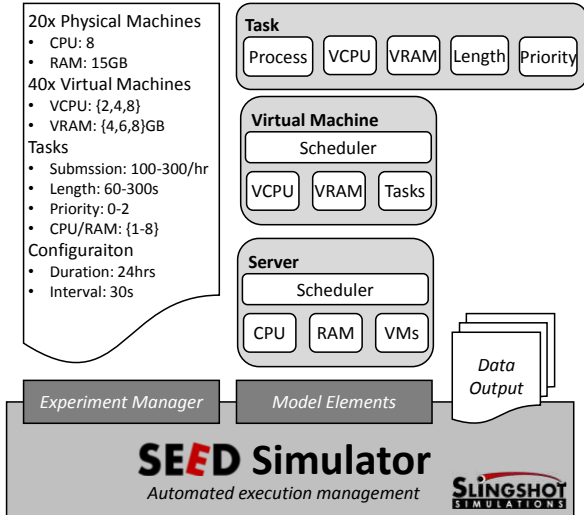 20x Physical Machines
• CPU: 8
• RAM: 15GB
40x Virtual Machines
• VCPU: {2,4,8}
• VRAM: {4,6,8}GB
Tasks
• Submssion: 100-300/hr
• Length: 60-300s
• Priority: 0-2
• CPU/RAM: {1-8}
Configuraiton
• Duration: 24hrs
• Interval: 30s
Task
Process VCPU VRAM Length Priority
Virtual Machine
Scheduler
VCPU VRAM Tasks
Server
Scheduler
CPU RAM VMs
Data
Output
Experiment Manager
Model Elements
SEED Simulator
Automated execution management
SLINGSHOT
SIMULATIONS